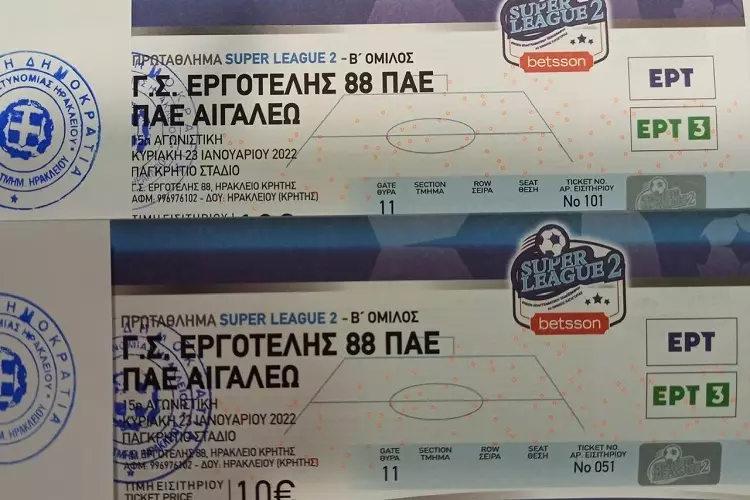 SUPER
LEAGUE 2
betsson
ΠΡΩΤΑΘΛΗΜΑ SUPER LEAGUE 2 - Β΄ ΟΜΙΛΟΣ
Γ.Σ. ΕΡΓΟΤΕΛΗΣ 88 ΠΑΕ
ΠΑΕ ΑΙΓΑΛΕΩ
15η ΑΓΩΝΙΣΤΙΚΗ
ΚΥΡΙΑΚΗ 23 ΙΑΝΟΥΑΡΙΟΥ 2022
ΠΑΓΚΡΗΤΙΟ ΣΤΑΔΙΟ
Γ.Σ. ΕΡΓΟΤΕΛΗΣ 88, ΗΡΑΚΛΕΙΟ ΚΡΗΤΗΣ
ΑΦΜ. 996976102 - ΔΟΥ. ΗΡΑΚΛΕΙΟΥ (ΚΡΗΤΗΣ)
ΤΙΜΗ ΕΙΣΙΤΗΡΙΟΥ
ΕΡΤ
ΕΡΤ 3
GATE SECTION ROW SEAT TICKET NO
ΘΥΡΑ ΤΜΗΜΑ ΣΕΙΡΑ ΘΕΣΗ ΑΡ. ΕΙΣΙΤΗΡΙΟΥ
11 No 101
SUPER
LEAGUE 2
betsson
ΠΡΩΤΑΘΛΗΜΑ SUPER LEAGUE 2 - Β΄ ΟΜΙΛΟΣ
Γ.Σ. ΕΡΓΟΤΕΛΗΣ 88 ΠΑΕ
ΠΑΕ ΑΙΓΑΛΕΩ
15η ΑΓΩΝΙΣΤΙΚΗ
ΚΥΡΙΑΚΗ 23 ΙΑΝΟΥΑΡΙΟΥ 2022
ΠΑΓΚΡΗΤΙΟ ΣΤΑΔΙΟ
Γ.Σ. ΕΡΓΟΤΕΛΗΣ 88, ΗΡΑΚΛΕΙΟ ΚΡΗΤΗΣ
ΑΦΜ. 996976102 - ΔΟΥ. ΗΡΑΚΛΕΙΟΥ (ΚΡΗΤΗΣ)
ΤΙΜΗ ΕΙΣΙΤΗΡΙΟΥ
TICKET PRICE 10€
ΕΡΤ
ΕΡΤ 3
GATE SECTION ROW SEAT TICKET NO
ΘΥΡΑ ΤΜΗΜΑ ΣΕΙΡΑ ΘΕΣΗ ΑΡ. ΕΙΣΙΤΗΡΙΟΥ
11 No 051